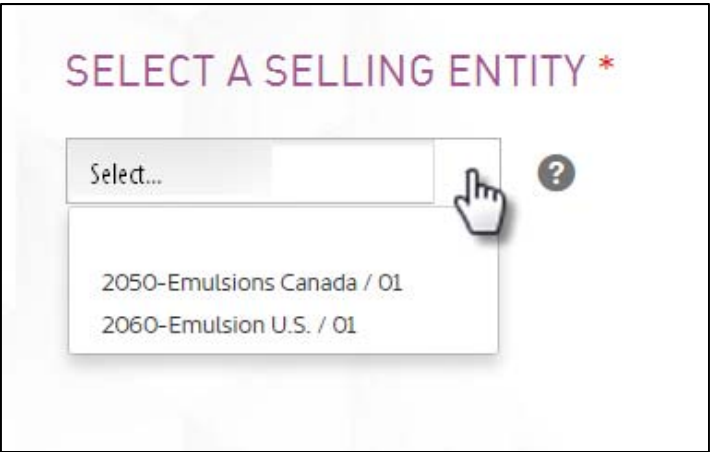 SELECT A SELLING ENTITY *
Select...
?
2050-Emulsions Canada / 01
2060-Emulsion U.S. / 01